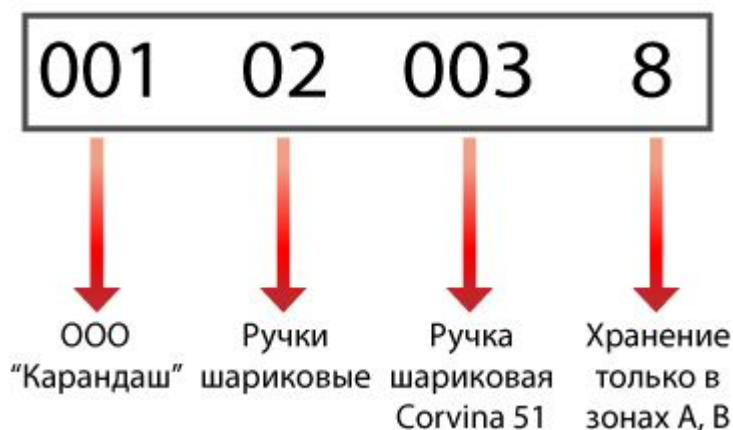 001 02 003 8
ООО "Карандаш"
Ручки шариковые
Ручка шариковая Corvina 51
Хранение только в зонах А, В